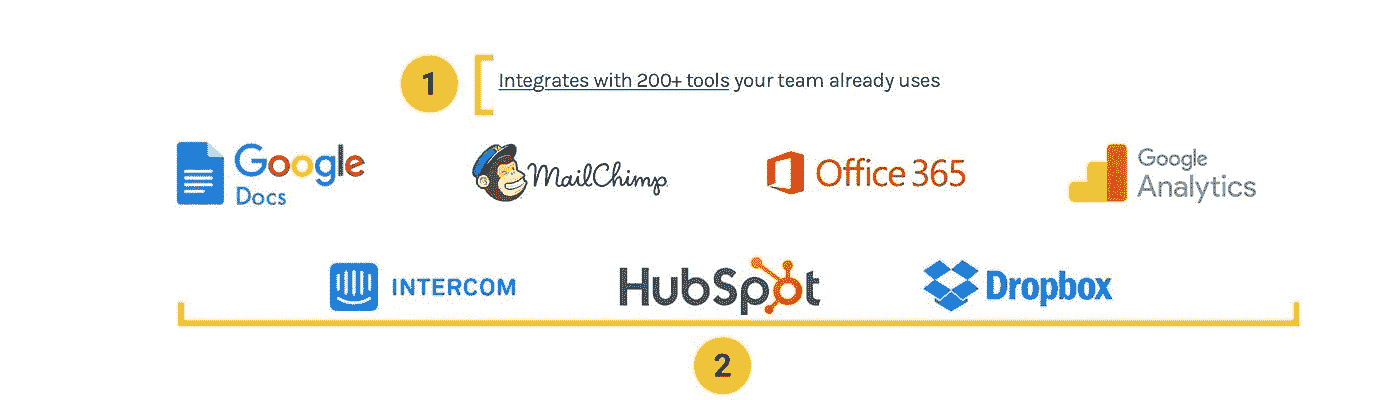 1
Integrates with 200+ tools your team already uses
Google
Docs
MailChimp
Office 365
Google
Analytics
INTERCOM
HubSpot
Dropbox
2